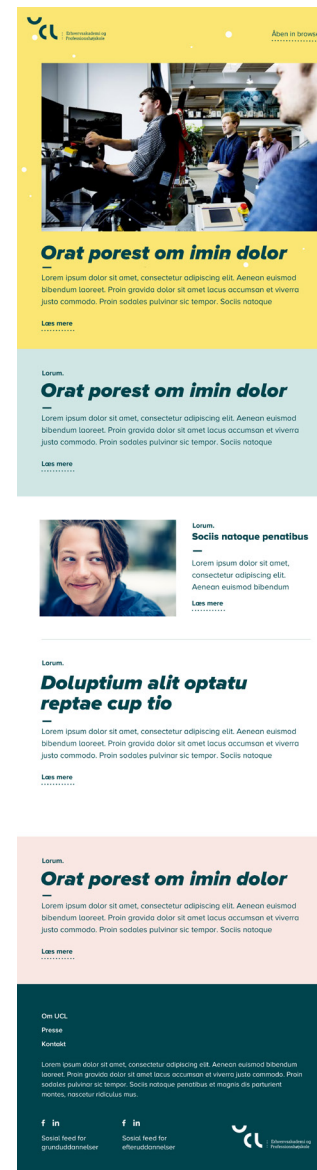 UCL
Erhvervsakademi og
Professionshøjskole
Åben i browse
Orat porest om imin dolor
Lorem ipsum dolor sit amet, consectetur adipiscing elit. Aenean euismod
bibendum laoreet. Proin gravida dolor sit amet lacus accumsan et viverra
justo commodo. Proin sodales pulvinar sic tempor. Sociis natoque
Læs mere
Lorum.
Orat porest om imin dolor
Lorem ipsum dolor sit amet, consectetur adipiscing elit. Aenean euismod
bibendum laoreet. Proin gravida dolor sit amet lacus accumsan et viverra
justo commodo. Proin sodales pulvinar sic tempor. Sociis natoque
Læs mere
Lorum.
Sociis natoque penatibus
Lorem ipsum dolor sit amet,
consectetur adipiscing elit.
Aenean euismod bibendum
Læs mere
Lorum.
Doluptium alit optatu
reptae cup tio
Lorem ipsum dolor sit amet, consectetur adipiscing elit. Aenean euismod
bibendum laoreet. Proin gravida dolor sit amet lacus accumsan et viverra
justo commodo. Proin sodales pulvinar sic tempor. Sociis natoque
Læs mere
Lorum.
Orat porest om imin dolor
Lorem ipsum dolor sit amet, consectetur adipiscing elit. Aenean euismod
bibendum laoreet. Proin gravida dolor sit amet lacus accumsan et viverra
justo commodo. Proin sodales pulvinar sic tempor. Sociis natoque
Læs mere
Om UCL
Presse
Kontakt
Lorem ipsum dolor sit amet, consectetur adipiscing elit. Aenean euismod bibendum
laoreet. Proin gravida dolor sit amet lacus accumsan et viverra justo commodo. Proin
sodales pulvinar sic tempor. Sociis natoque penatibus et magnis dis parturient
montes, nascetur ridiculus mus.
f in
f in
Sosial feed for
grunduddannelser
Sosial feed for
efteruddannelser
UCL
Erhvervsakademi og
Professionshøjskole